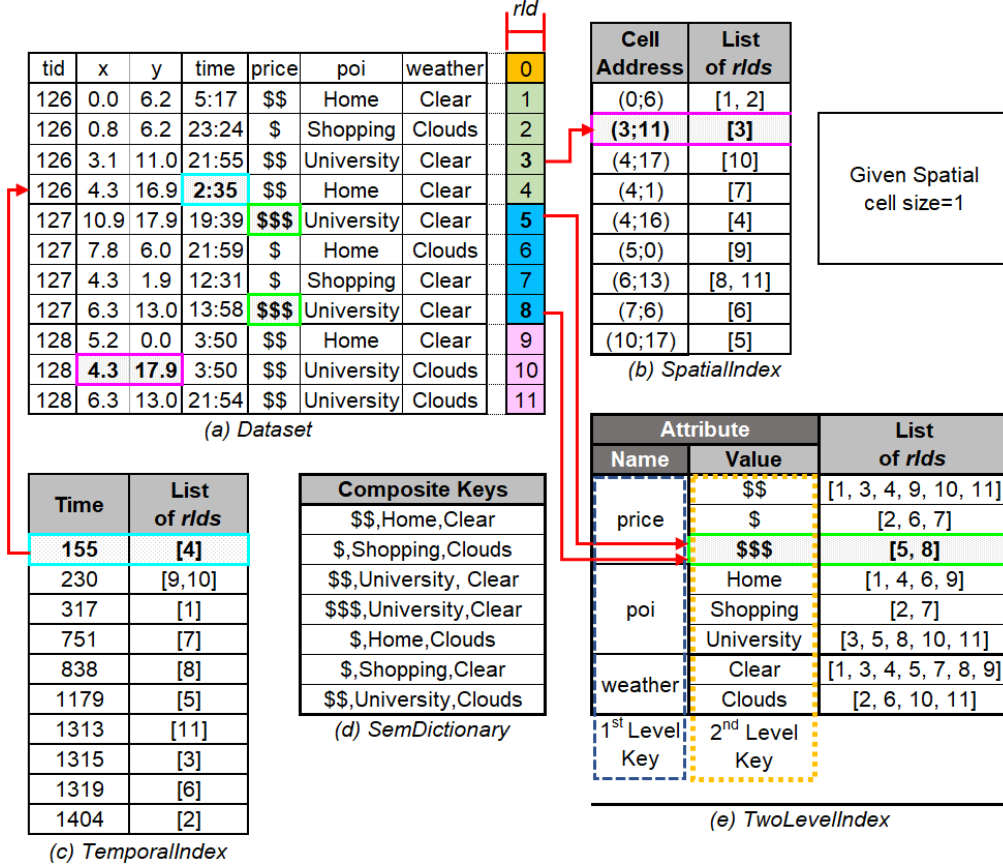 rId
tid x y time price poi weather 0
126 0.0 6.2 5:17 $$ Home Clear 1
126 0.8 6.2 23:24 $ Shopping Clouds 2
126 3.1 11.0 21:55 $$ University Clear 3
126 4.3 16.9 2:35 $$ Home Clear 4
127 10.9 17.9 19:39 $$$ University Clear 5
127 7.8 6.0 21:59 $ Home Clouds 6
127 4.3 1.9 12:31 $ Shopping Clear 7
127 6.3 13.0 13:58 $$$ University Clear 8
128 5.2 0.0 3:50 $$ Home Clear 9
128 4.3 17.9 3:50 $$ University Clouds 10
128 6.3 13.0 21:54 $$ University Clouds 11
(a) Dataset
Cell Address List of rIds
(0;6) [1, 2]
(3;11) [3]
(4;17) [10]
(4;1) [7]
(4;16) [4]
(5;0) [9]
(6;13) [8, 11]
(7;6) [6]
(10;17) [5]
(b) SpatialIndex
Given Spatial
cell size=1
Time List of rIds
155 [4]
230 [9,10]
317 [1]
751 [7]
838 [8]
1179 [5]
1313 [11]
1315 [3]
1319 [6]
1404 [2]
(c) TemporalIndex
Composite Keys
$$,Home,Clear
$,Shopping,Clouds
$$,University, Clear
$$$,University,Clear
$,Home,Clouds
$,Shopping,Clear
$$,University,Clouds
(d) SemDictionary
Attribute List of rIds
Name Value
price $$ [1, 3, 4, 9, 10, 11]
$ [2, 6, 7]
$$$ [5, 8]
poi Home [1, 4, 6, 9]
Shopping [2, 7]
University [3, 5, 8, 10, 11]
weather Clear [1, 3, 4, 5, 7, 8, 9]
Clouds [2, 6, 10, 11]
1st Level Key 2nd Level Key
(e) TwoLevelIndex